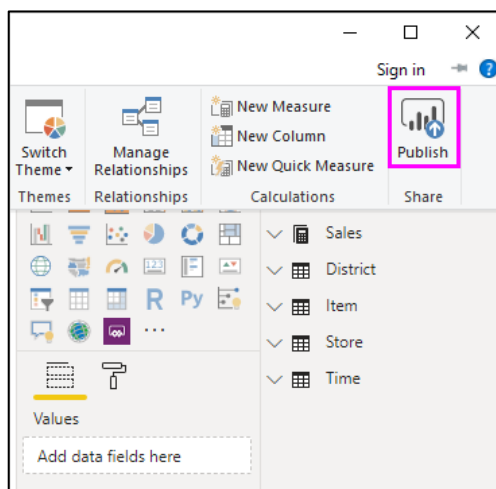 Sign in
?
New Measure
New Column
New Quick Measure
Switch
Theme
Manage
Relationships
Publish
Themes
Relationships
Calculations
Share
123
R
Py
...
Sales
District
Item
Store
Time
Values
Add data fields here